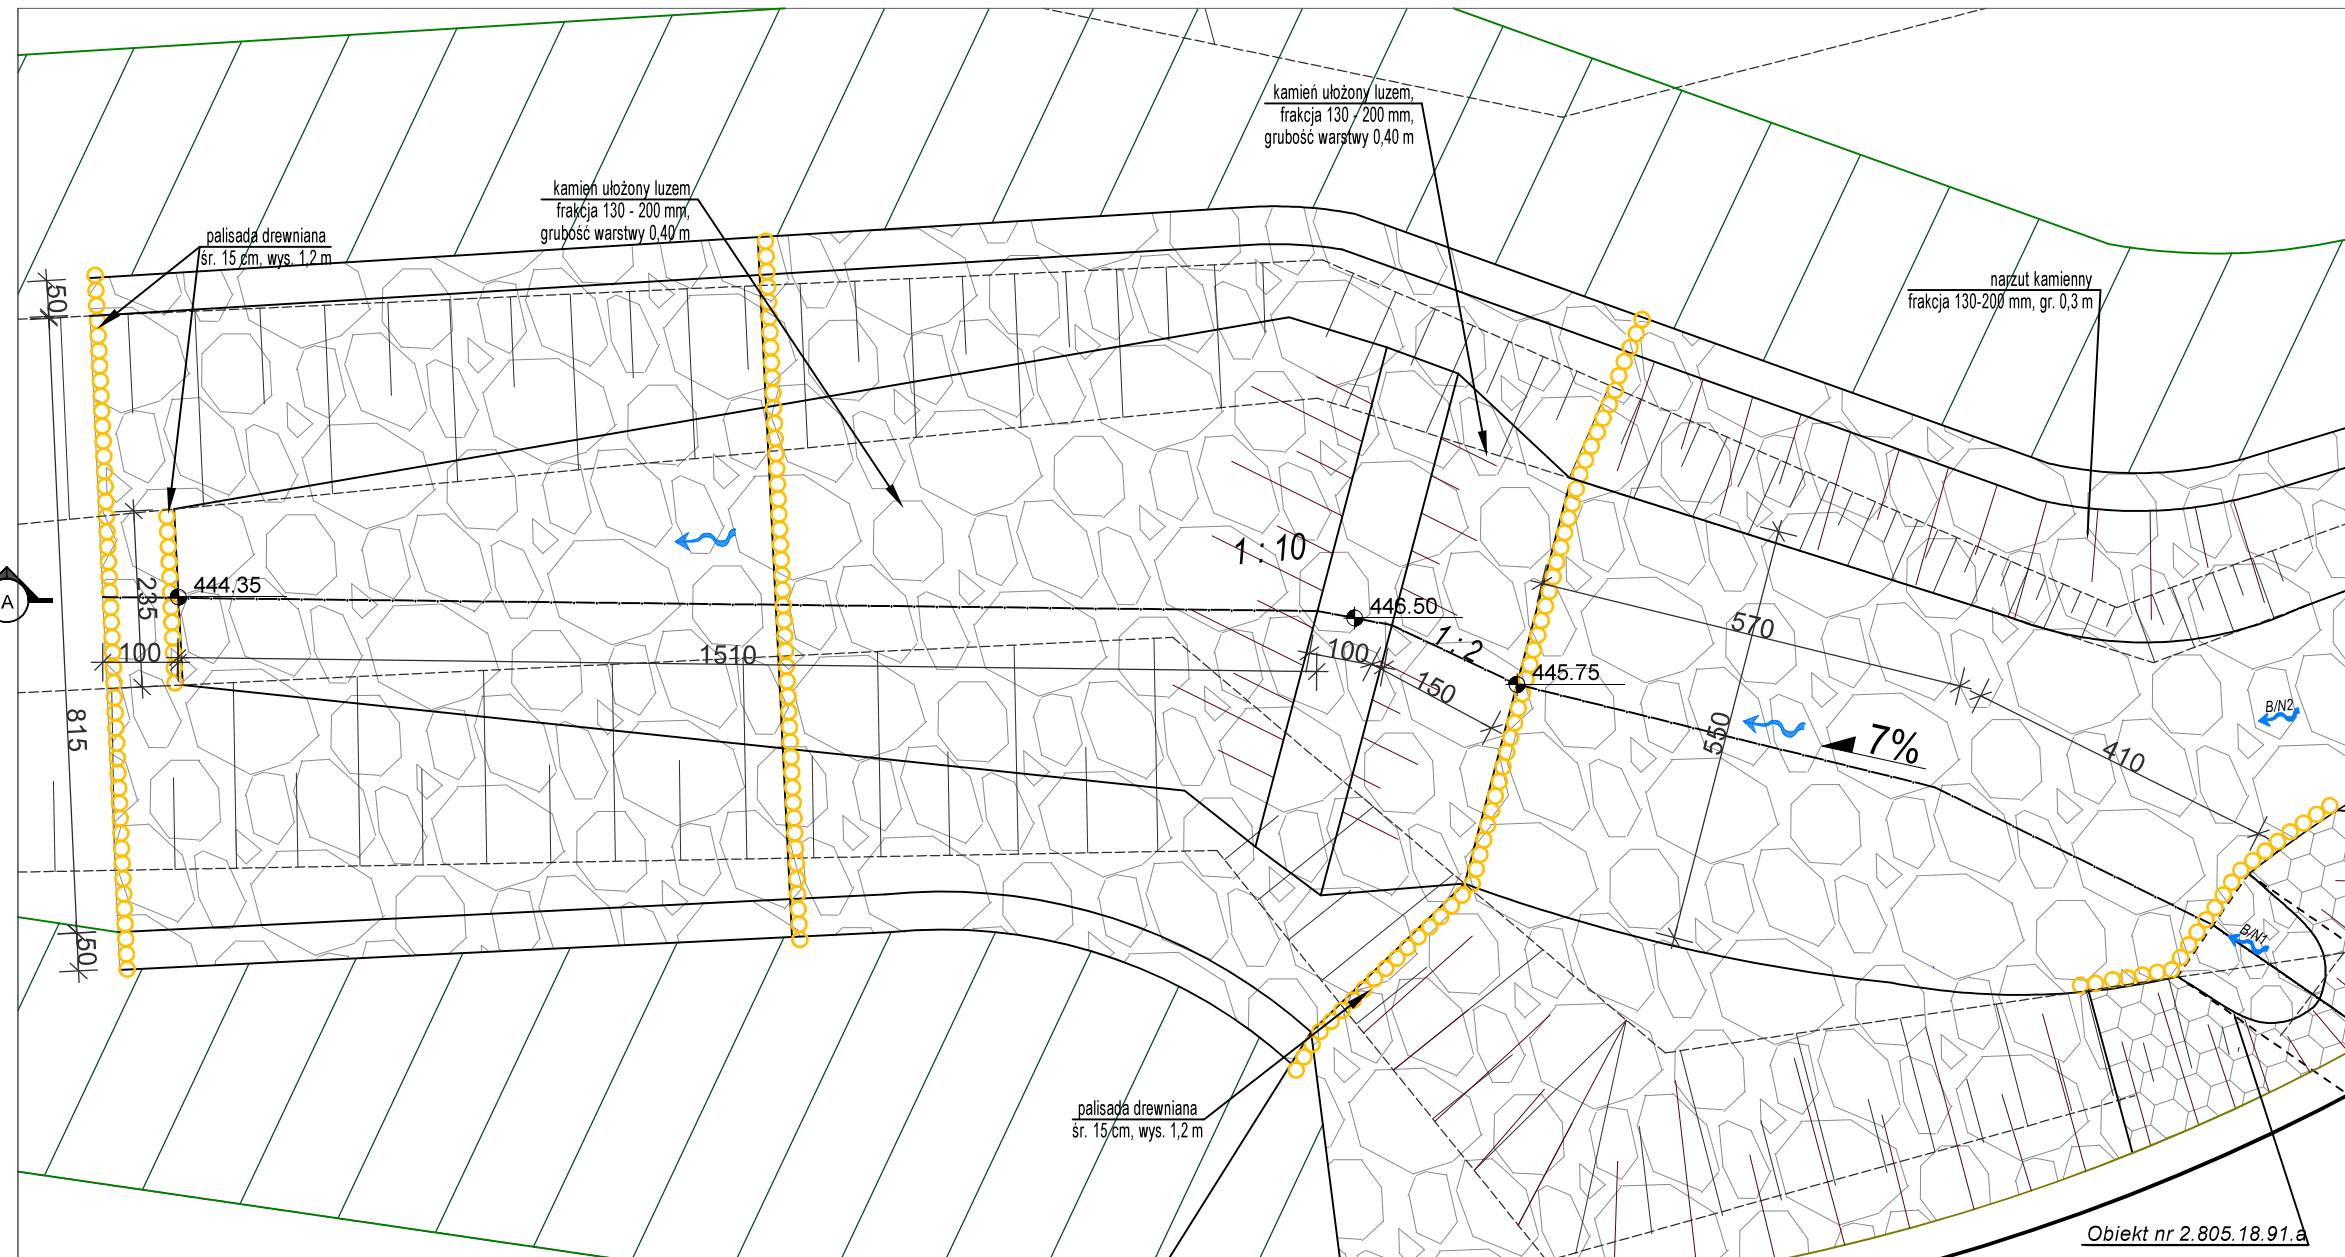 kamień ułożony luzem,
frakcja 130 - 200 mm,
grubość warstwy 0,40 m
kamień ułożony luzem
frakcja 130 - 200 mm,
grubość warstwy 0,40 m
palisada drewniana
śr. 15 cm, wys. 1,2 m
narzut kamienny
frakcja 130-200 mm, gr. 0,3 m
50
1 : 10
444.35
235
A
446.50
1 : 2
570
100
1510
100
150
445.75
815
550
7%
410
B/N2
B/N1
50
palisada drewniana
śr. 15 cm, wys. 1,2 m
Obiekt nr 2.805.18.91.a